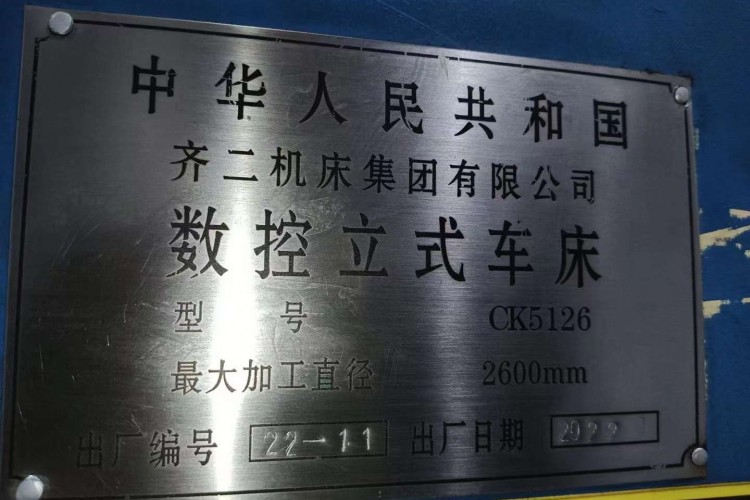 中华人民共和国
齐二机床集团有限公司
数控立式车床
型号 CK5126
最大加工直径 2600mm
出厂编号 22-11 出厂日期